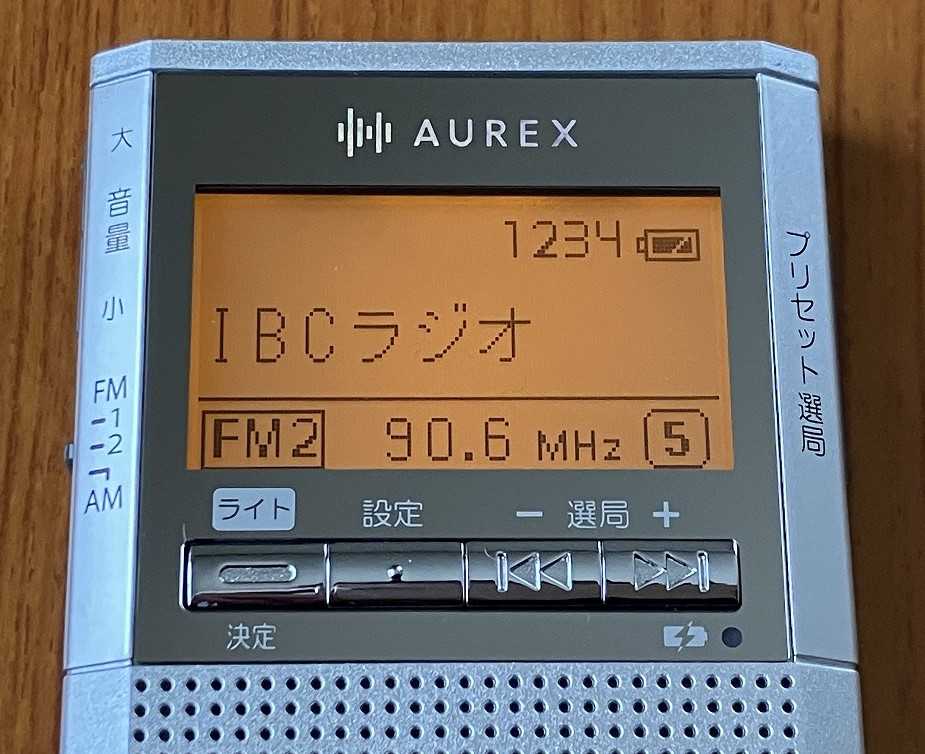 AUREX
大
音量
小
FM
1
2
AM
プリセット選局
1234
IBCラジオ
FM2 90.6 MHz 5
ライト 設定 − 選局 +
決定